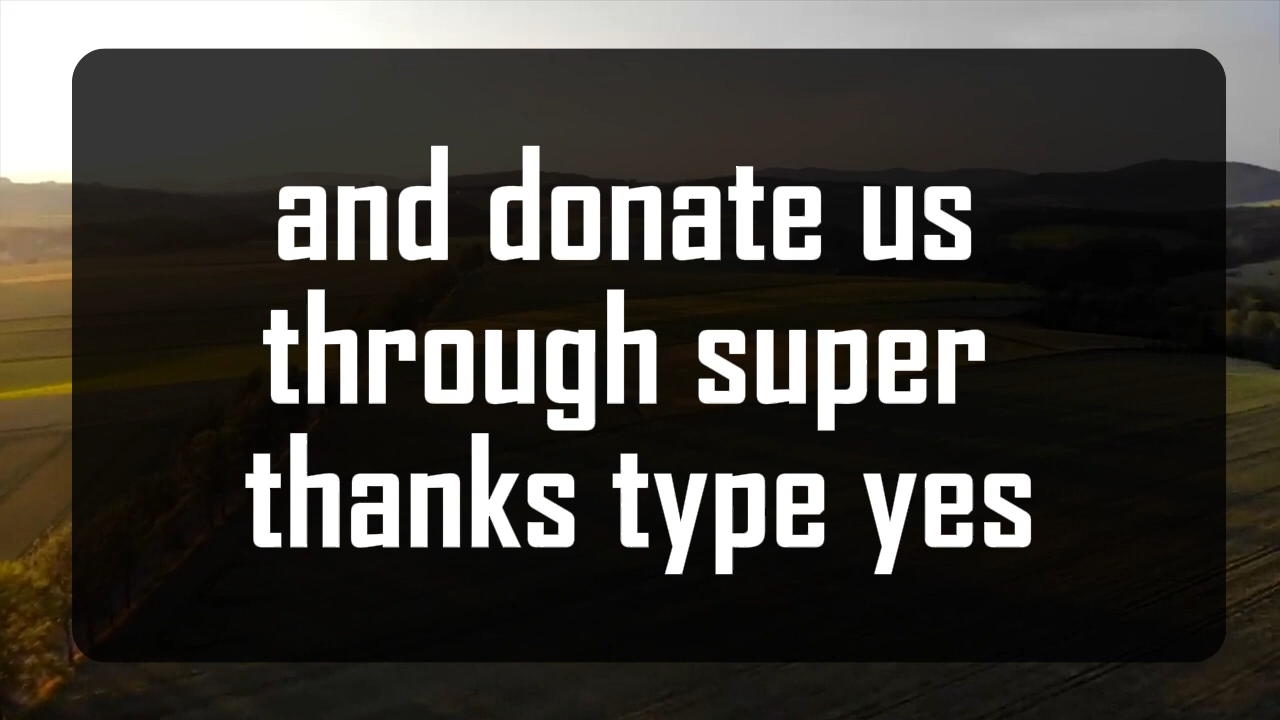 and donate us
through super
thanks type yes